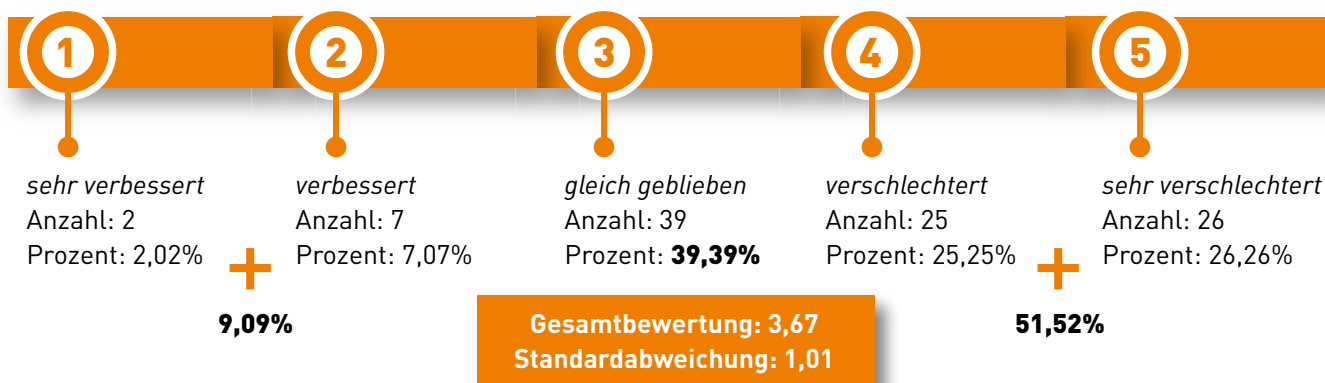 1
2
3
4
5
sehr verbessert
Anzahl: 2
Prozent: 2,02%
verbessert
Anzahl: 7
Prozent: 7,07%
+
9,09%
gleich geblieben
Anzahl: 39
Prozent: 39,39%
verschlechtert
Anzahl: 25
Prozent: 25,25%
sehr verschlechtert
Anzahl: 26
Prozent: 26,26%
+
51,52%
Gesamtbewertung: 3,67
Standardabweichung: 1,01